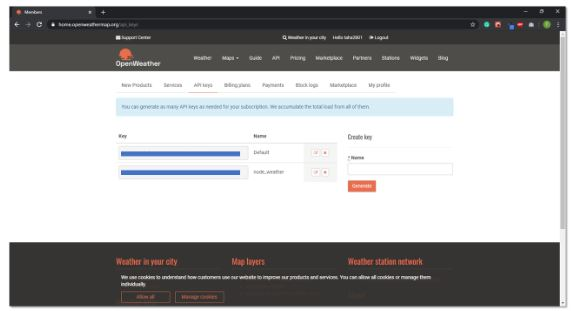 Members
home.openweathermap.org/api_keys
Support Center
Weather in your city Hello taha2001 Logout
OpenWeather
Weather Maps Guide API Pricing Marketplace Partners Stations Widgets Blog
New Products Services API keys Billing plans Payments Block logs Marketplace My profile
You can generate as many API keys as needed for your subscription. We accumulate the total load from all of them.
Key Name Create key
Default
* Name
node_weather
Generate
Weather in your city Map layers Weather station network
We use cookies to understand how customers use our website to improve our products and services. You can allow all cookies or manage them
individually.
Allow all Manage cookies